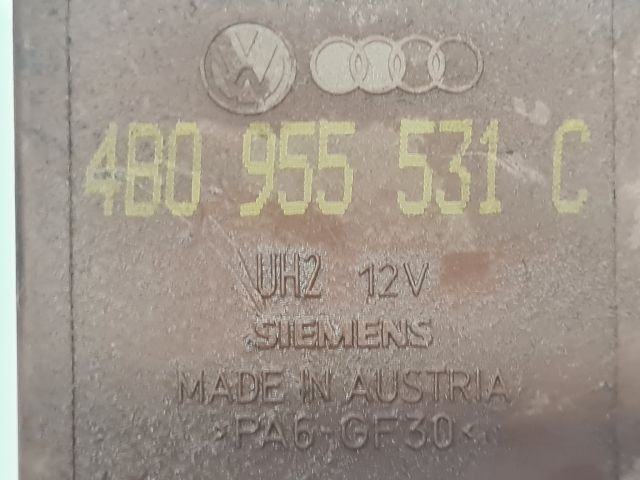 4B0 955 531 C
UH2 12V
SIEMENS
MADE IN AUSTRIA
>PA6-GF30<